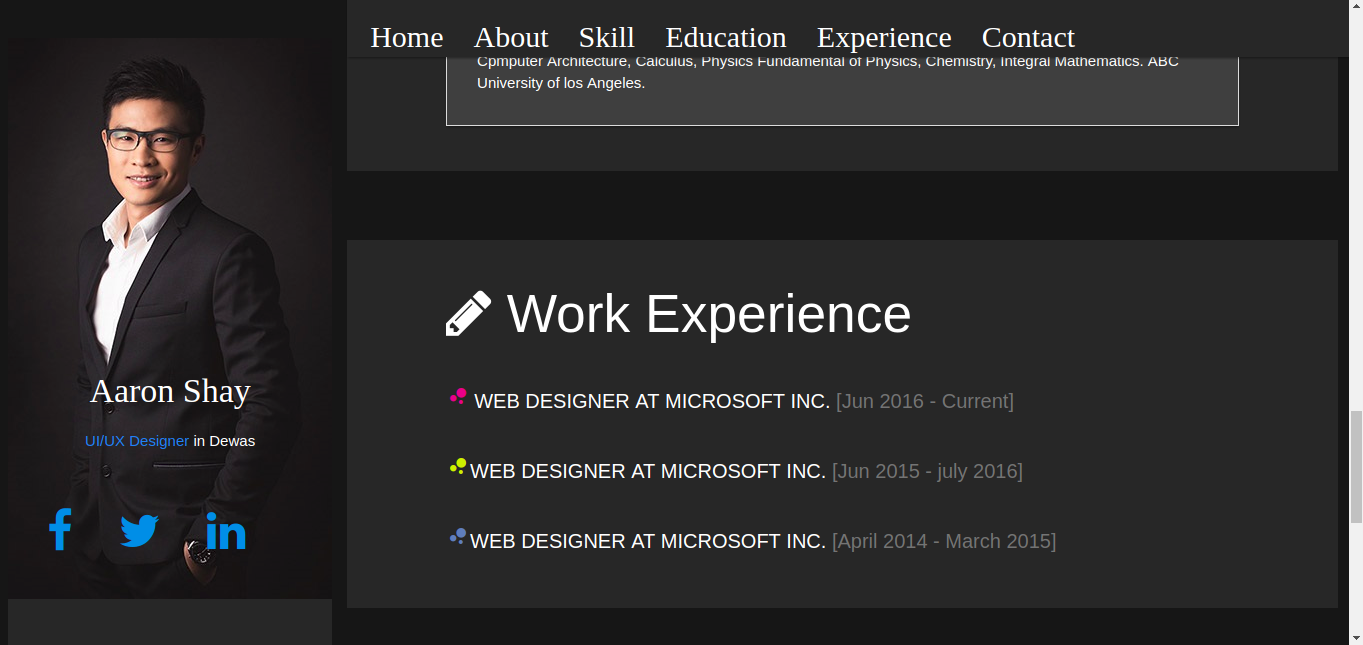 Home About Skill Education Experience Contact
Cpmputer Architecture, Calculus, Physics Fundamental of Physics, Chemistry, Integral Mathematics. ABC
University of los Angeles.
Work Experience
WEB DESIGNER AT MICROSOFT INC. [Jun 2016 - Current]
WEB DESIGNER AT MICROSOFT INC. [Jun 2015 - july 2016]
WEB DESIGNER AT MICROSOFT INC. [April 2014 - March 2015]
Aaron Shay
UI/UX Designer in Dewas